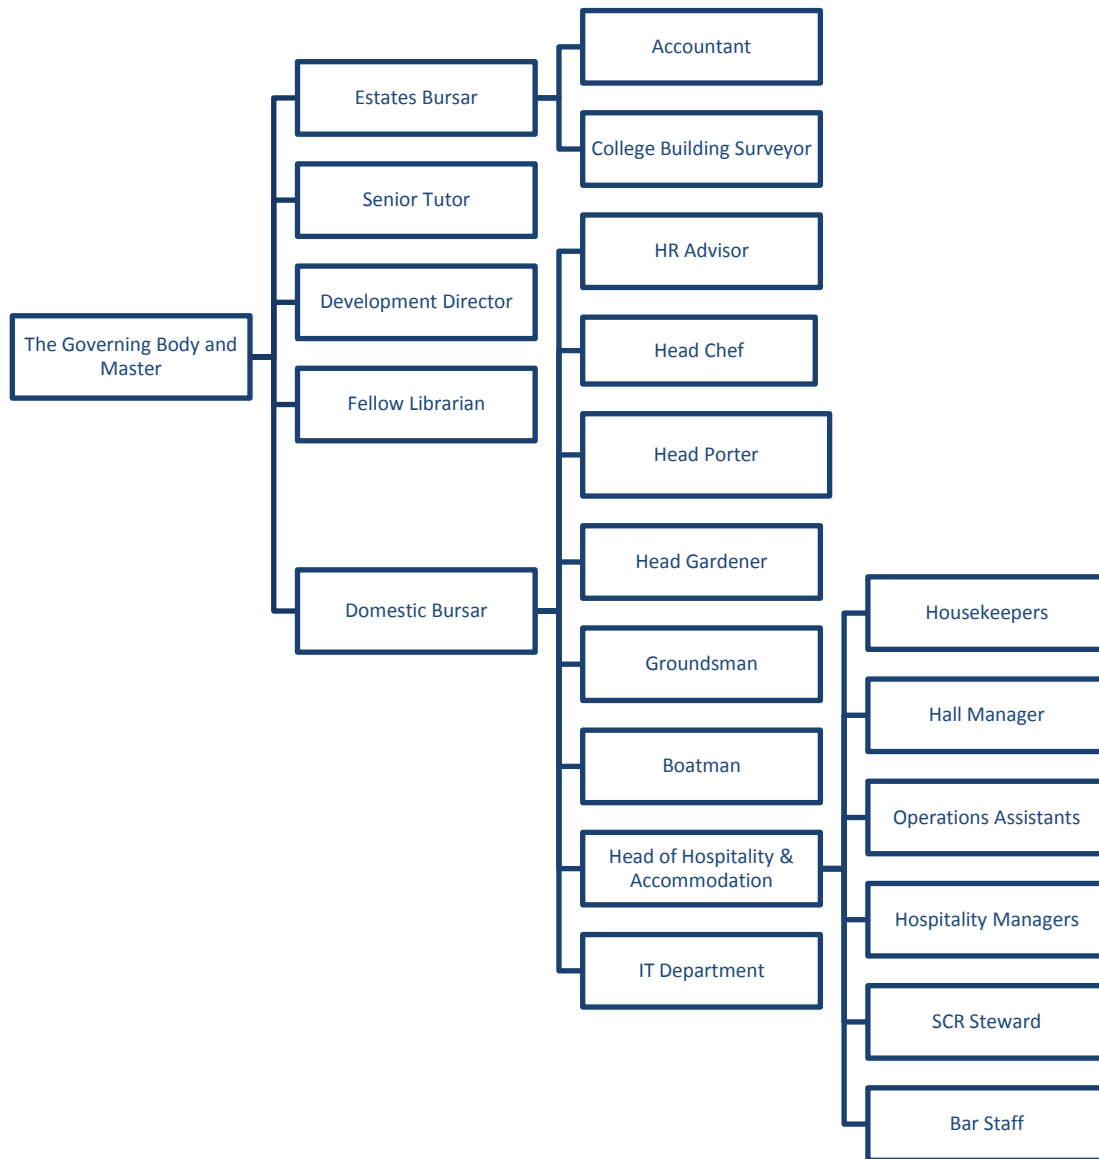 The Governing Body and
Master
Estates Bursar
Senior Tutor
Development Director
Fellow Librarian
Domestic Bursar
Accountant
College Building Surveyor
HR Advisor
Head Chef
Head Porter
Head Gardener
Groundsman
Boatman
Head of Hospitality &
Accommodation
IT Department
Housekeepers
Hall Manager
Operations Assistants
Hospitality Managers
SCR Steward
Bar Staff